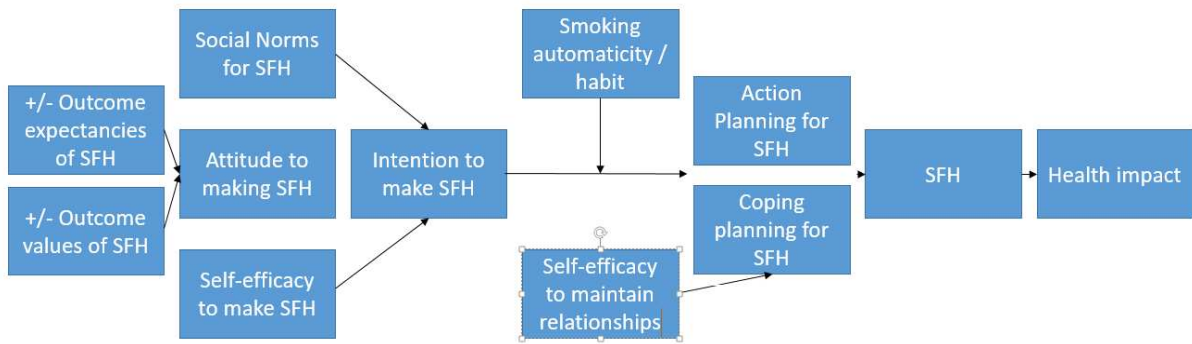 Social Norms
for SFH
Smoking
automaticity /
habit
+/- Outcome
expectancies
of SFH
Action
Planning for
SFH
Attitude to
making SFH
Intention to
make SFH
SFH
Health impact
+/- Outcome
values of SFH
Coping
planning for
SFH
Self-efficacy
to make SFH
Self-efficacy
to maintain
relationships